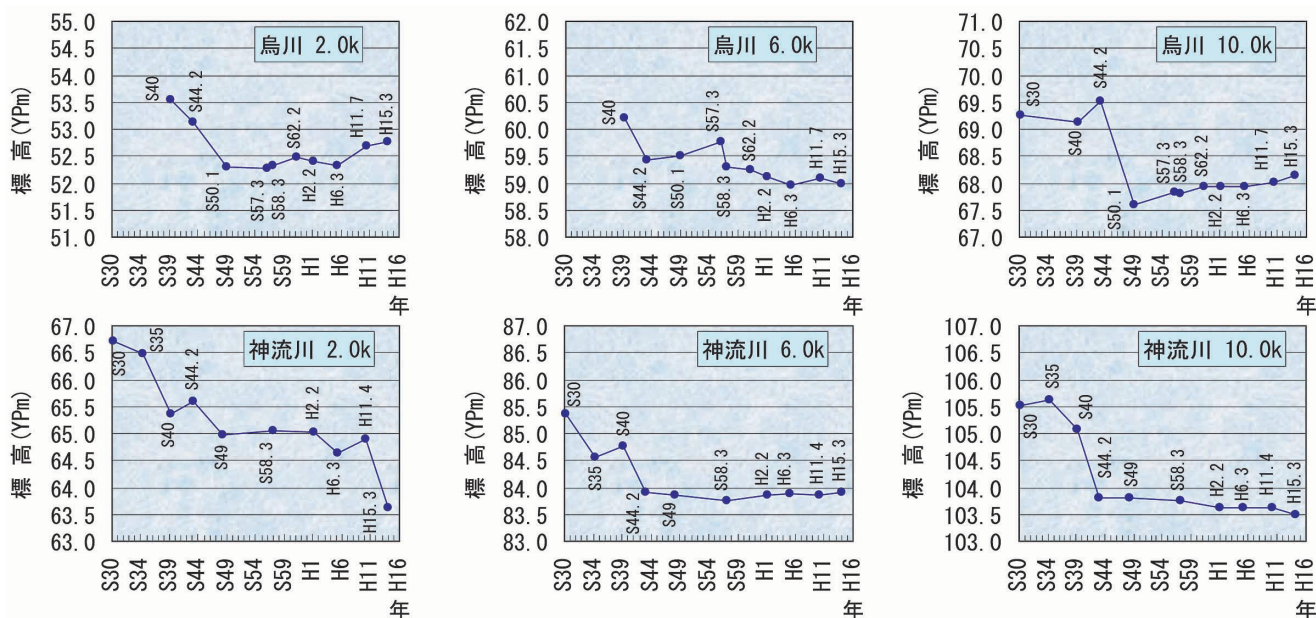 烏川 2.0k
標 高(YPm)
55.0
54.5
54.0
53.5
53.0
52.5
52.0
51.5
51.0
S40
S44.2
S50.1
S57.3
S58.3
S62.2
H2.2
H6.3
H11.7
H15.3
S30 S34 S39 S44 S49 S54 S59 H1 H6 H11 H16
年
烏川 6.0k
標 高(YPm)
62.0
61.5
61.0
60.5
60.0
59.5
59.0
58.5
58.0
S40
S44.2
S50.1
S57.3
S58.3
S62.2
H2.2
H6.3
H11.7
H15.3
S30 S34 S39 S44 S49 S54 S59 H1 H6 H11 H16
年
烏川 10.0k
標 高(YPm)
71.0
70.5
70.0
69.5
69.0
68.5
68.0
67.5
67.0
S30
S40
S44.2
S50.1
S57.3
S58.3
S62.2
H2.2
H6.3
H11.7
H15.3
S30 S34 S39 S44 S49 S54 S59 H1 H6 H11 H16
年
神流川 2.0k
標 高(YPm)
67.0
66.5
66.0
65.5
65.0
64.5
64.0
63.5
63.0
S30
S35
S40
S44.2
S49
S58.3
H2.2
H6.3
H11.4
H15.3
S30 S34 S39 S44 S49 S54 S59 H1 H6 H11 H16
年
神流川 6.0k
標 高(YPm)
87.0
86.5
86.0
85.5
85.0
84.5
84.0
83.5
83.0
S30
S35
S40
S44.2
S49
S58.3
H2.2
H6.3
H11.4
H15.3
S30 S34 S39 S44 S49 S54 S59 H1 H6 H11 H16
年
神流川 10.0k
標 高(YPm)
107.0
106.5
106.0
105.5
105.0
104.5
104.0
103.5
103.0
S30
S35
S40
S44.2
S49
S58.3
H2.2
H6.3
H11.4
H15.3
S30 S34 S39 S44 S49 S54 S59 H1 H6 H11 H16
年